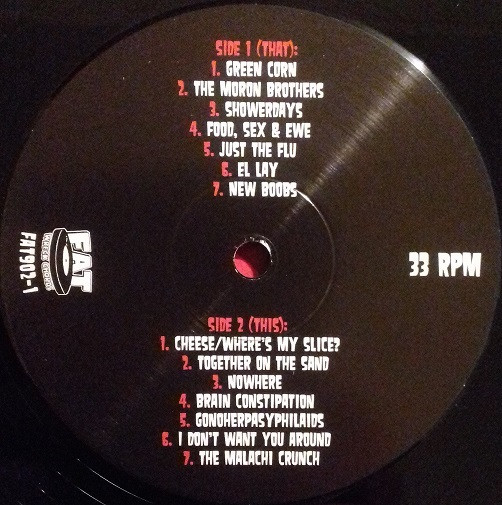 SIDE 1 (THAT):
1. GREEN CORN
2. THE MORON BROTHERS
3. SHOWERDAYS
4. FOOD, SEX & EWE
5. JUST THE FLU
6. EL LAY
7. NEW BOOBS
FAT
WRECK CHORDS
FAT902-1
33 RPM
SIDE 2 (THIS):
1. CHEESE/WHERE'S MY SLICE?
2. TOGETHER ON THE SAND
3. NOWHERE
4. BRAIN CONSTIPATION
5. GONOHERPASYPHILAIDS
6. I DON'T WANT YOU AROUND
7. THE MALACHI CRUNCH